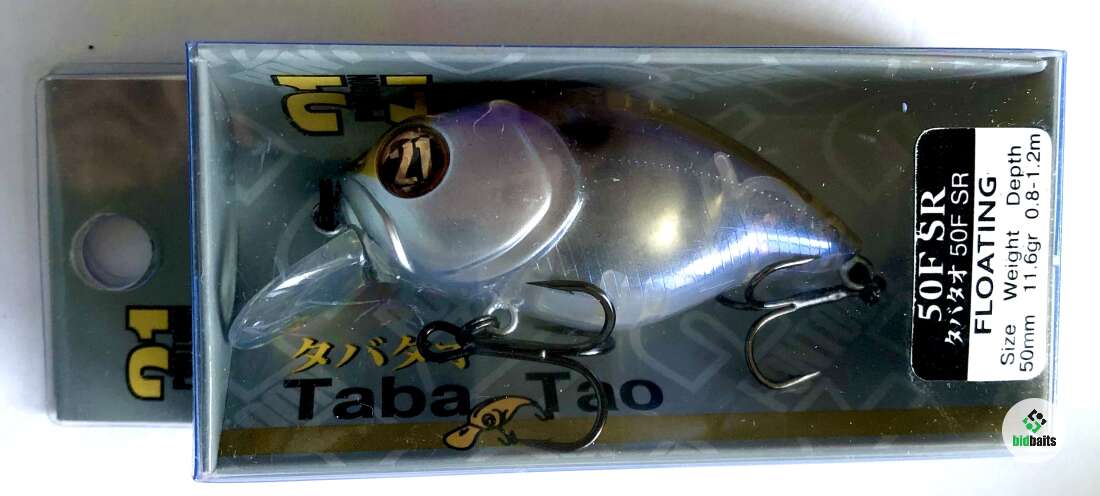 21
タバタオ
Taba Tao
50F SR
タバタオ 50F SR
FLOATING
Size Weight Depth
50mm 11.6gr 0.8-1.2m
bidbaits